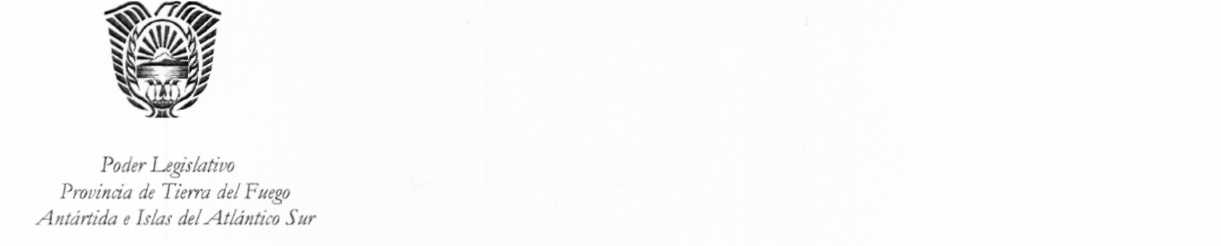 Poder Legislativo
Provincia de Tierra del Fuego
Antártida e Islas del Atlántico Sur